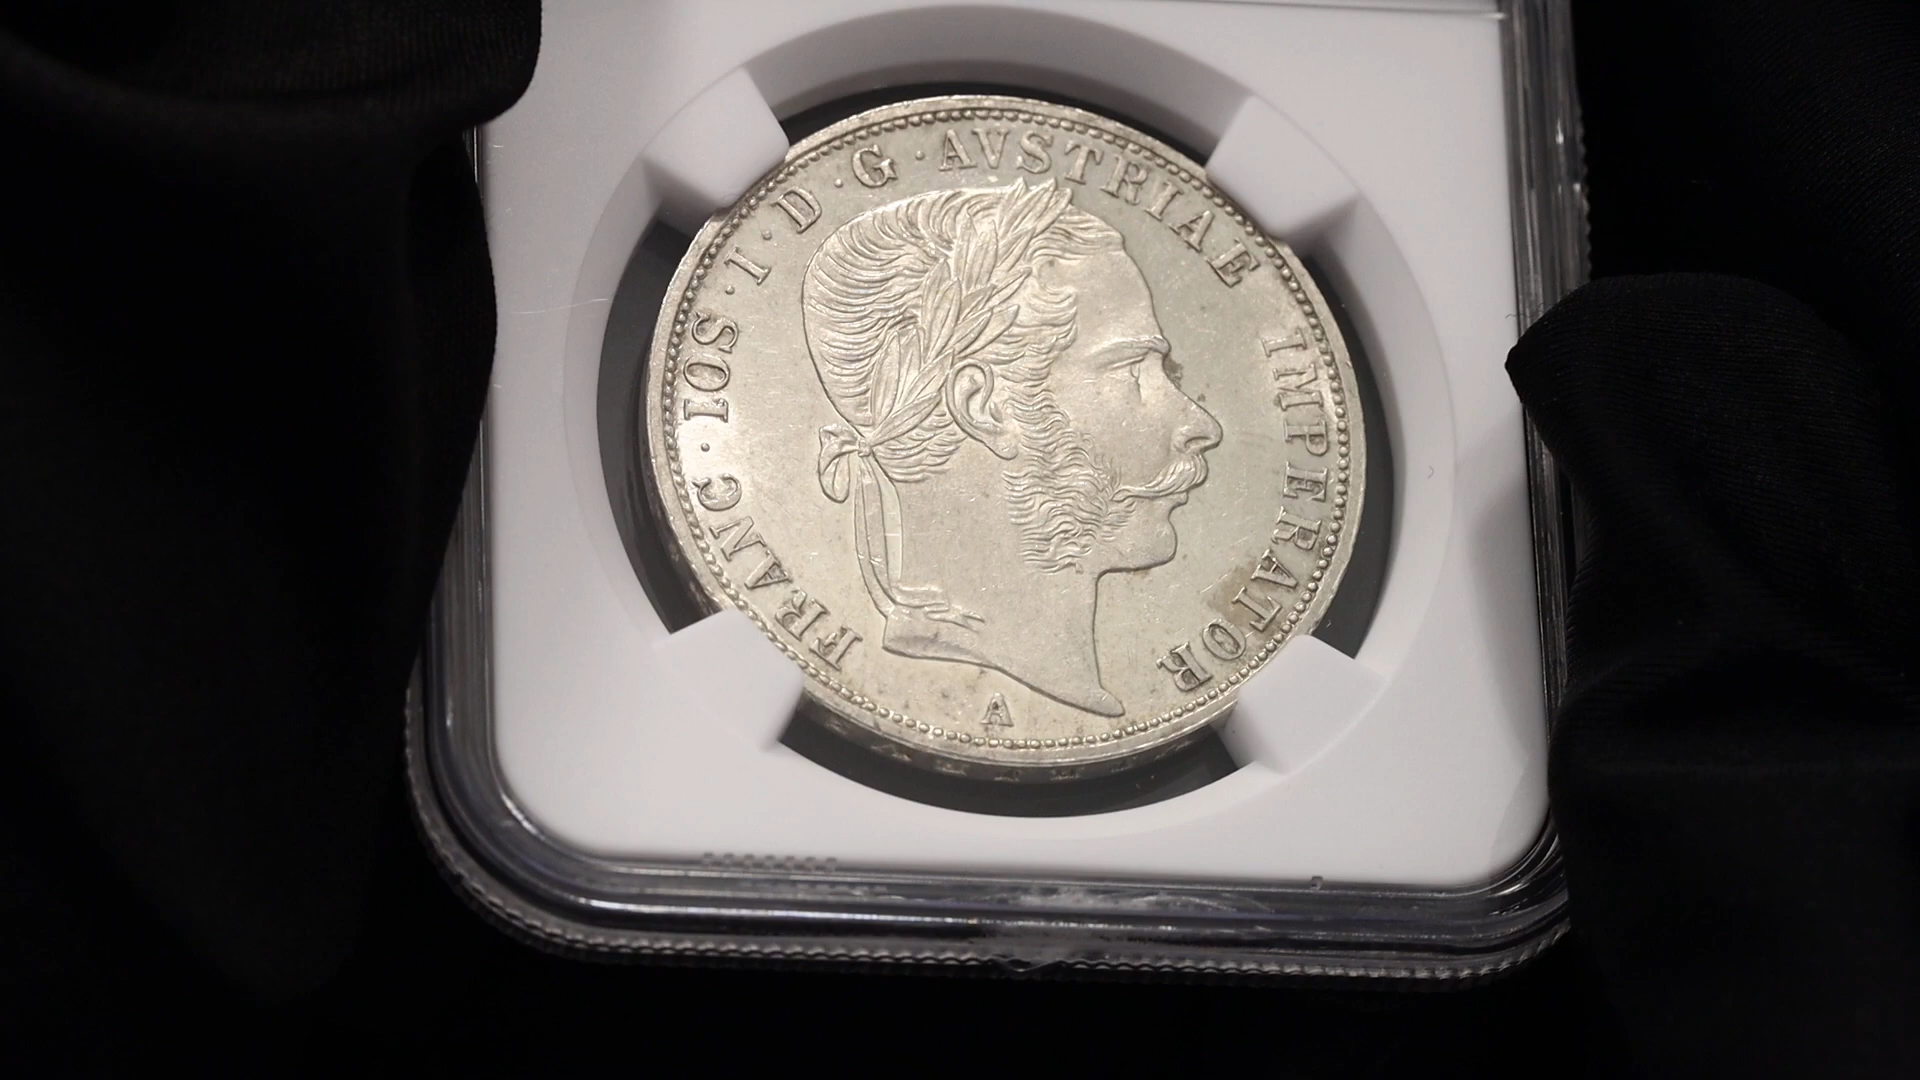 FRANC · IOS · I · D · G · AVSTRIAE IMPERATOR
A